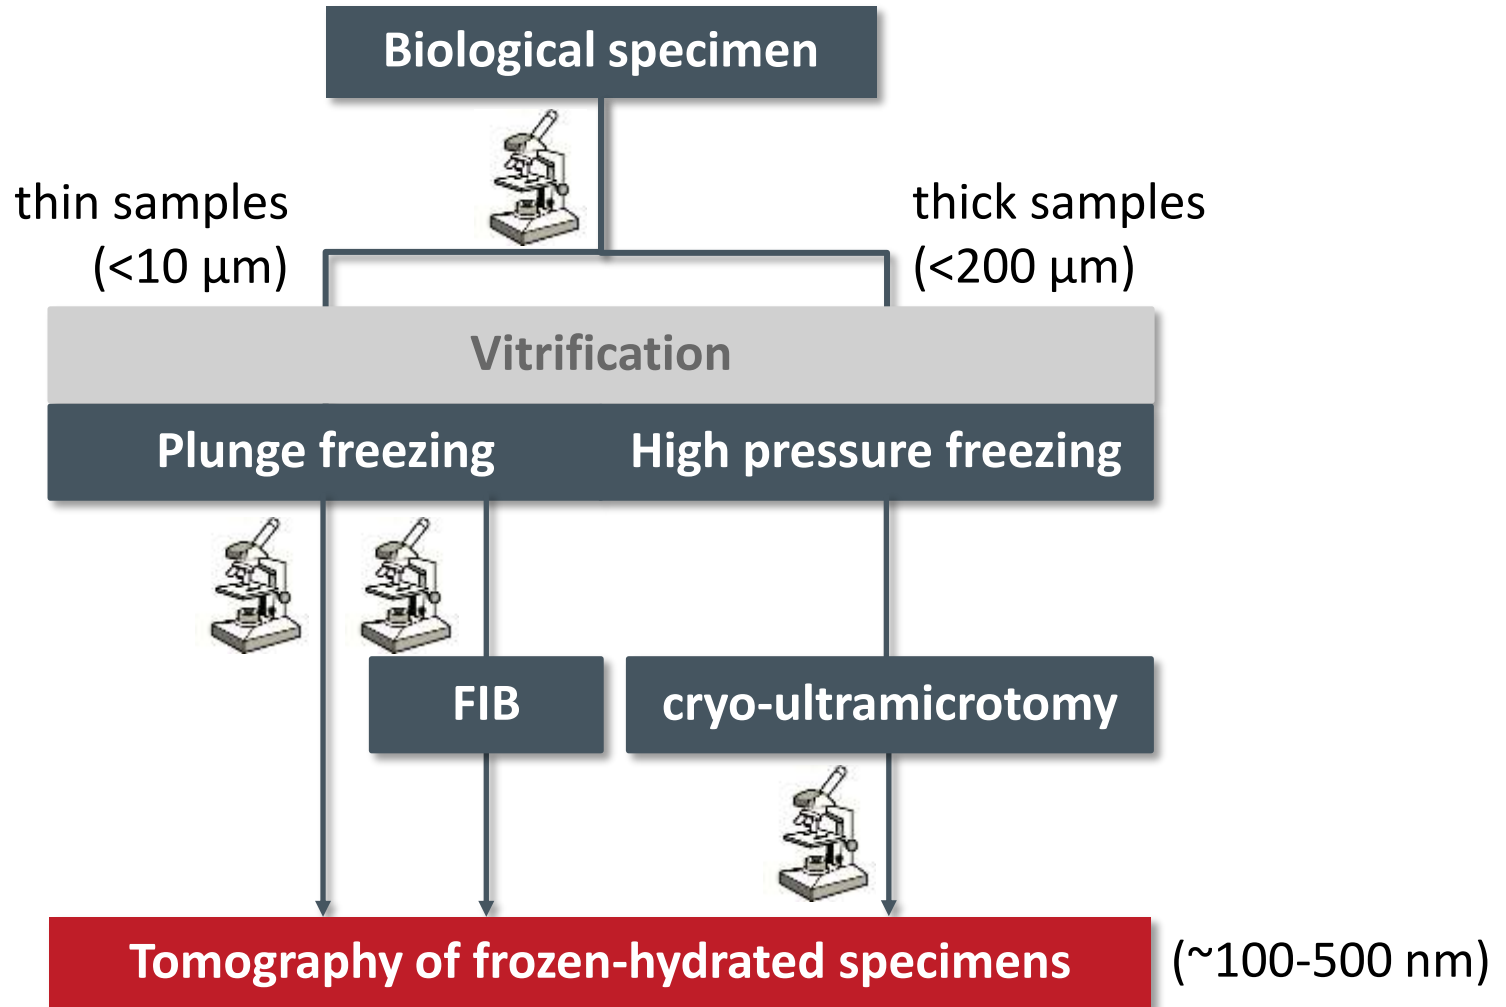 Biological specimen
thin samples
(<10 µm)
thick samples
(<200 µm)
Vitrification
Plunge freezing
High pressure freezing
FIB
cryo-ultramicrotomy
Tomography of frozen-hydrated specimens
(~100-500 nm)